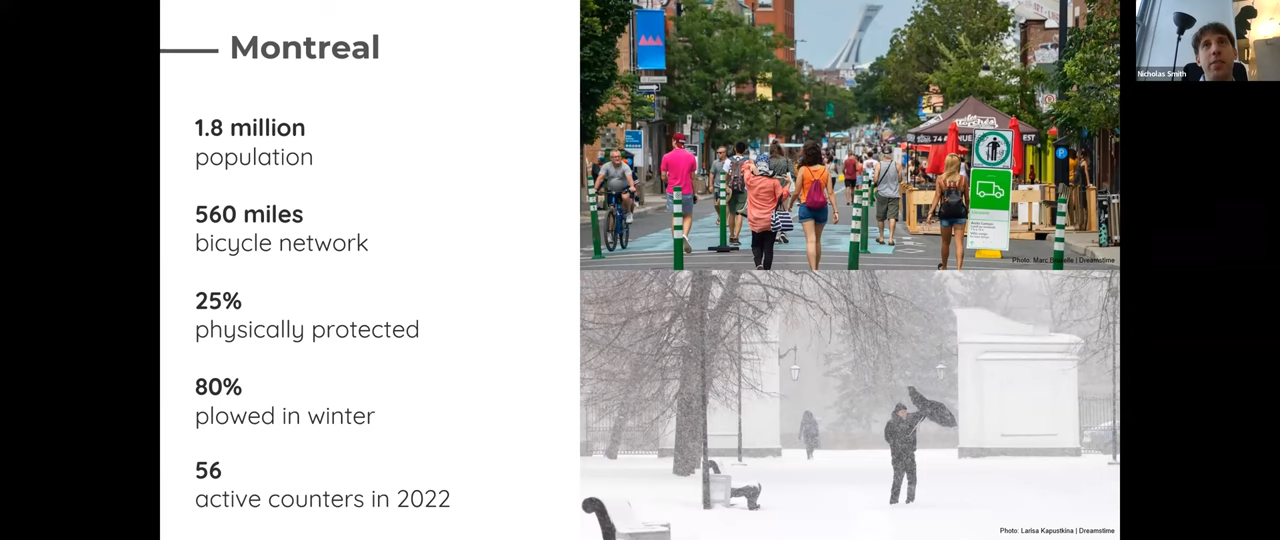 Montreal
1.8 million
population
560 miles
bicycle network
25%
physically protected
80%
plowed in winter
56
active counters in 2022
Photo: Larisa Kapustkina | Dreamstime
Nicholas Smith